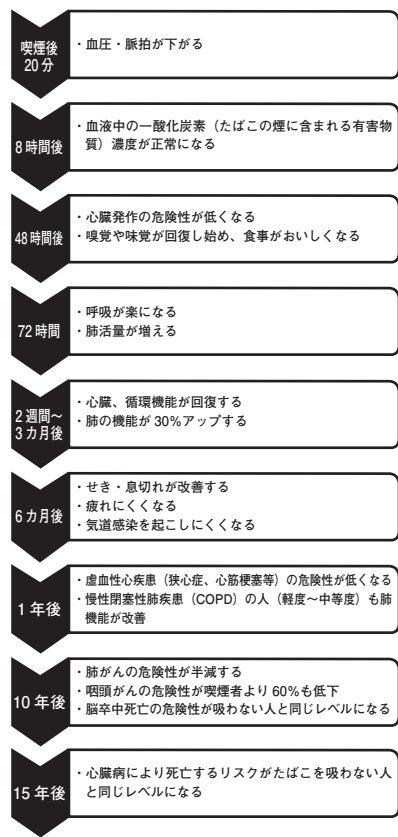 喫煙後
20分
・血圧・脈拍が下がる
8時間後
・血液中の一酸化炭素（たばこの煙に含まれる有害物
質）濃度が正常になる
48時間後
・心臓発作の危険性が低くなる
・嗅覚や味覚が回復し始め、食事がおいしくなる
72時間
・呼吸が楽になる
・肺活量が増える
2週間～
3カ月後
・心臓、循環機能が回復する
・肺の機能が30%アップする
6カ月後
・せき・息切れが改善する
・疲れにくくなる
・気道感染を起こしにくくなる
1年後
・虚血性心疾患（狭心症、心筋梗塞等）の危険性が低くなる
・慢性閉塞性肺疾患（COPD）の人（軽度～中等度）も肺
機能が改善
10年後
・肺がんの危険性が半減する
・咽頭がんの危険性が喫煙者より60%も低下
・脳卒中死亡の危険性が吸わない人と同じレベルになる
15年後
・心臓病により死亡するリスクがたばこを吸わない人
と同じレベルになる